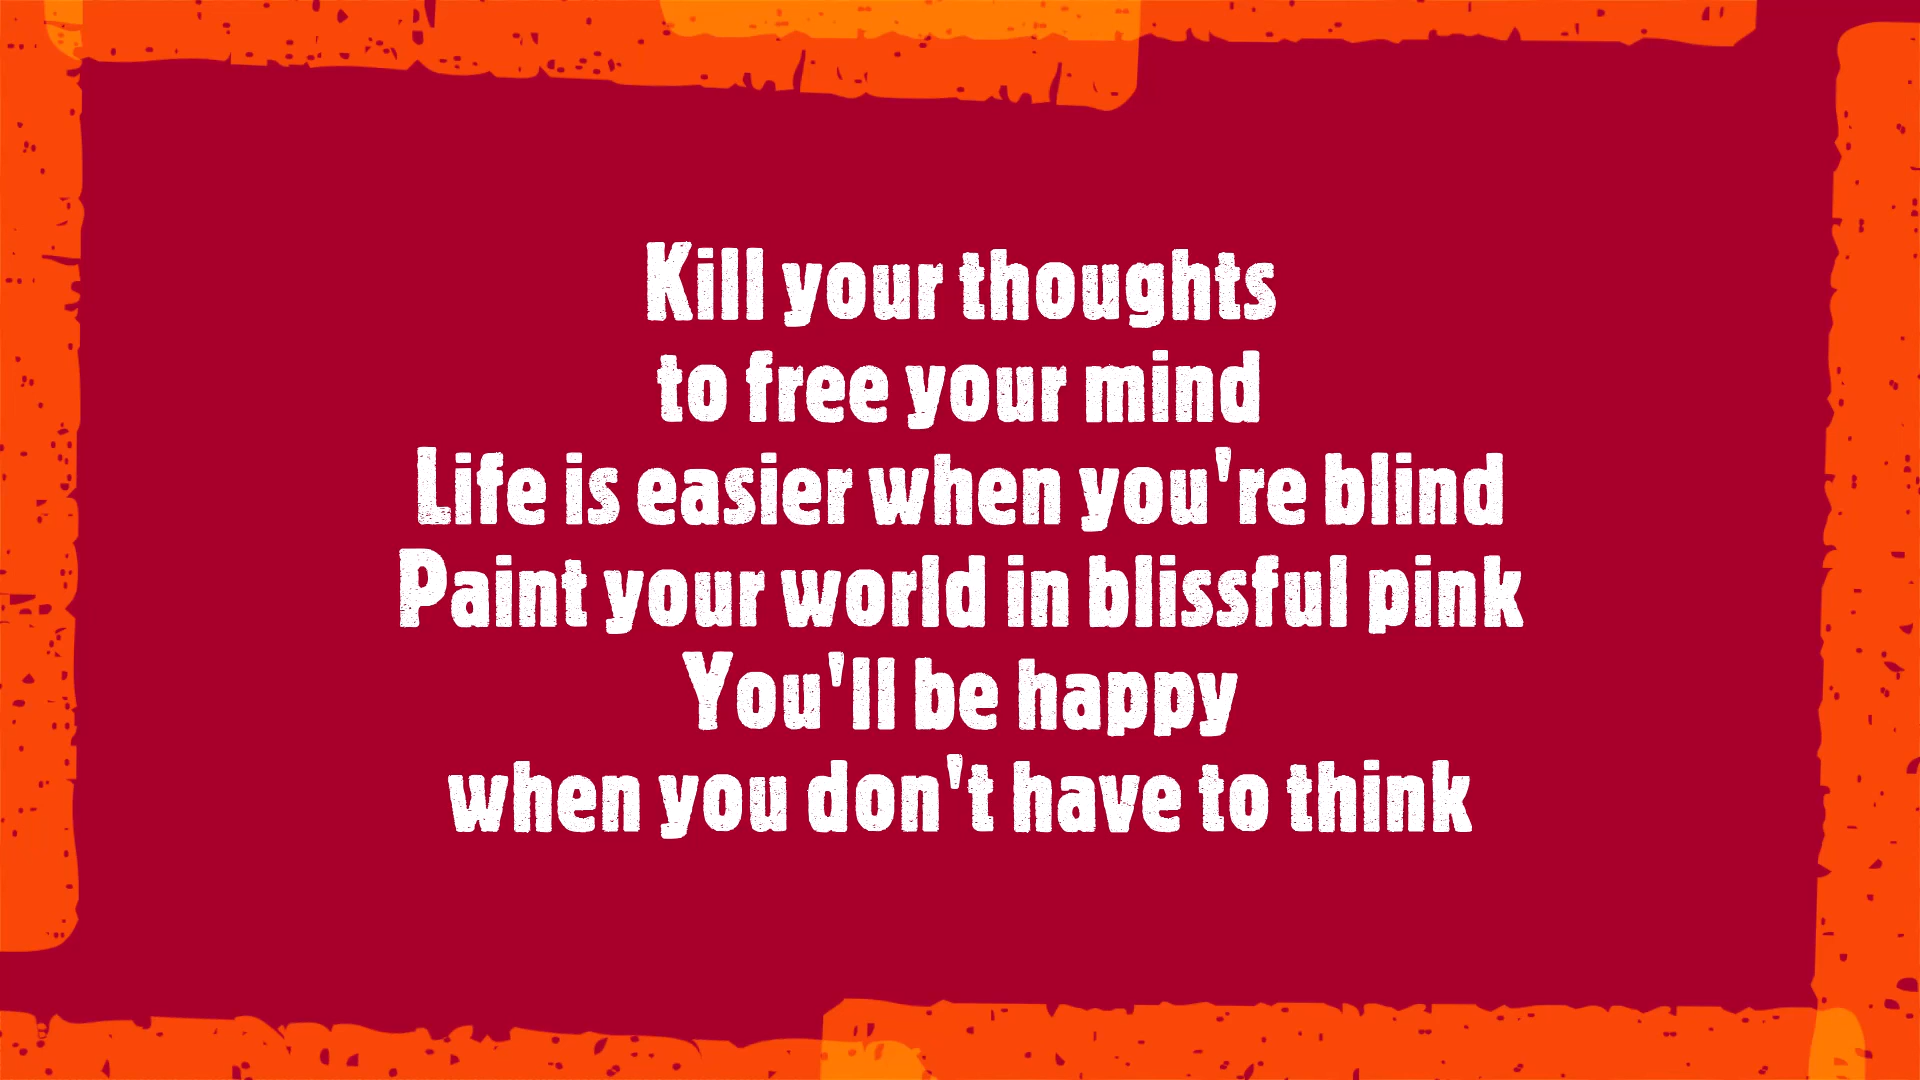 Kill your thoughts
to free your mind
Life is easier when you're blind
Paint your world in blissful pink
You'll be happy
when you don't have to think